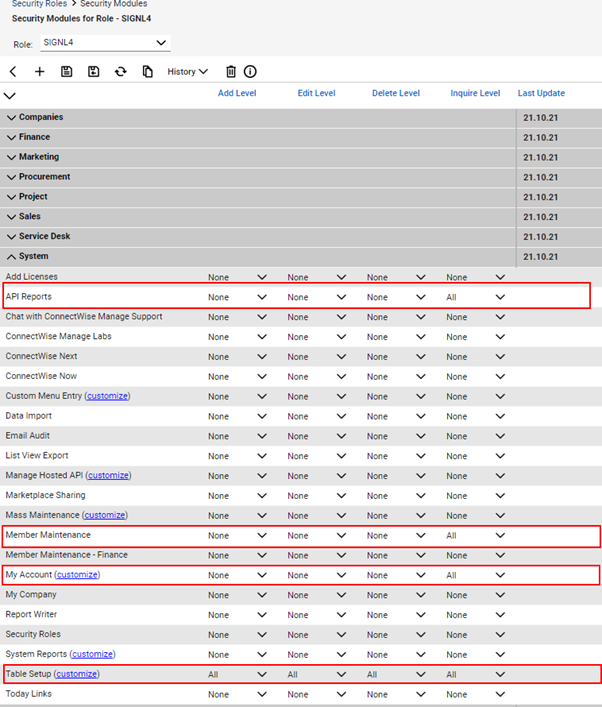 Security Roles > Security Modules
Security Modules for Role - SIGNL4
Role: SIGNL4
History
Add Level Edit Level Delete Level Inquire Level Last Update
Companies 21.10.21
Finance 21.10.21
Marketing 21.10.21
Procurement 21.10.21
Project 21.10.21
Sales 21.10.21
Service Desk 21.10.21
System 21.10.21
Add Licenses None None None None
API Reports None None None All
Chat with ConnectWise Manage Support None None None None
ConnectWise Manage Labs None None None None
ConnectWise Next None None None None
ConnectWise Now None None None None
Custom Menu Entry (customize) None None None None
Data Import None None None None
Email Audit None None None None
List View Export None None None None
Manage Hosted API (customize) None None None None
Marketplace Sharing None None None None
Mass Maintenance (customize) None None None None
Member Maintenance None None None All
Member Maintenance - Finance None None None None
My Account (customize) None None None All
My Company None None None None
Report Writer None None None None
Security Roles None None None None
System Reports (customize) None None None None
Table Setup (customize) All All All All
Today Links None None None None